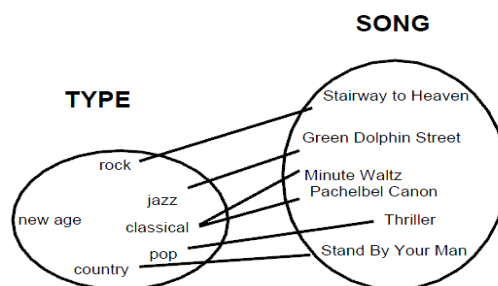 SONG
TYPE
Stairway to Heaven
Green Dolphin Street
Minute Waltz
Pachelbel Canon
Thriller
Stand By Your Man
rock
jazz
new age
classical
pop
country